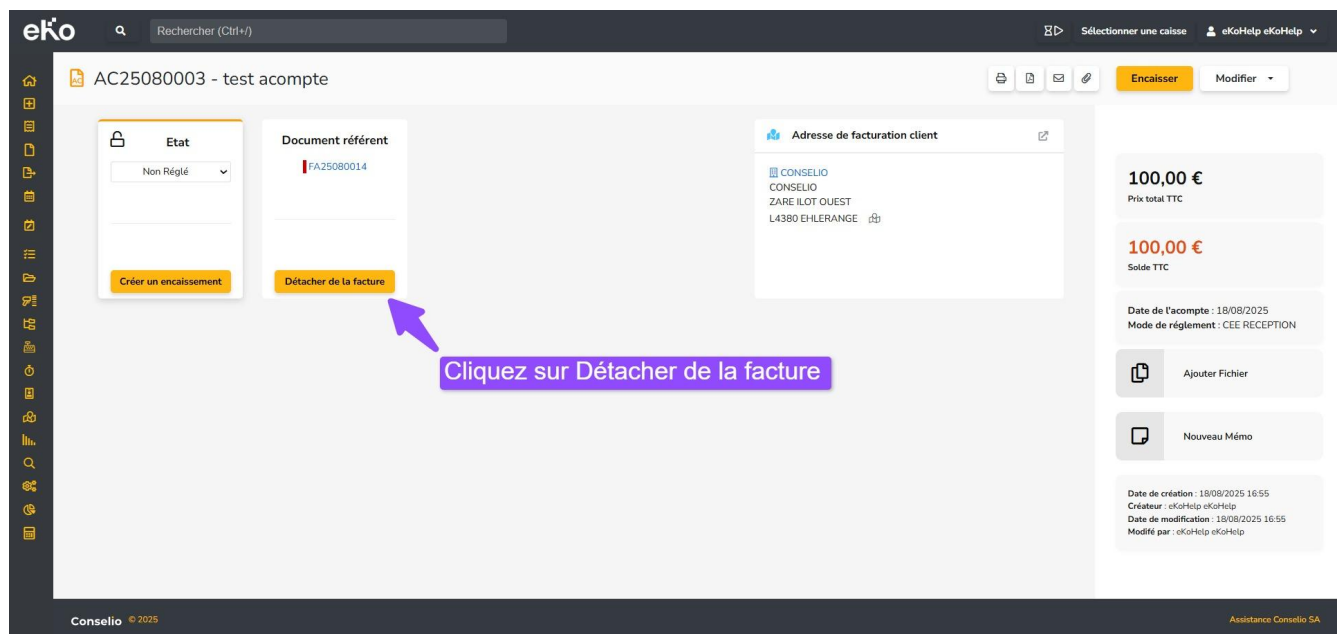 eKo
Rechercher (Ctrl+/)
Sélectionner une caisse
eKoHelp eKoHelp
AC
AC25080003 - test acompte
Encaisser
Modifier
Etat
Non Réglé
Créer un encaissement
Document référent
FA25080014
Détacher de la facture
Adresse de facturation client
CONSELIO
CONSELIO
ZARE ILOT OUEST
L4380 EHLERANGE
Cliquez sur Détacher de la facture
100,00 €
Prix total TTC
100,00 €
Solde TTC
Date de l'acompte : 18/08/2025
Mode de réglement : CEE RECEPTION
Ajouter Fichier
Nouveau Mémo
Date de création : 18/08/2025 16:55
Créateur : eKoHelp eKoHelp
Date de modification : 18/08/2025 16:55
Modifé par : eKoHelp eKoHelp
Conselio © 2025
Assistance Conselio SA